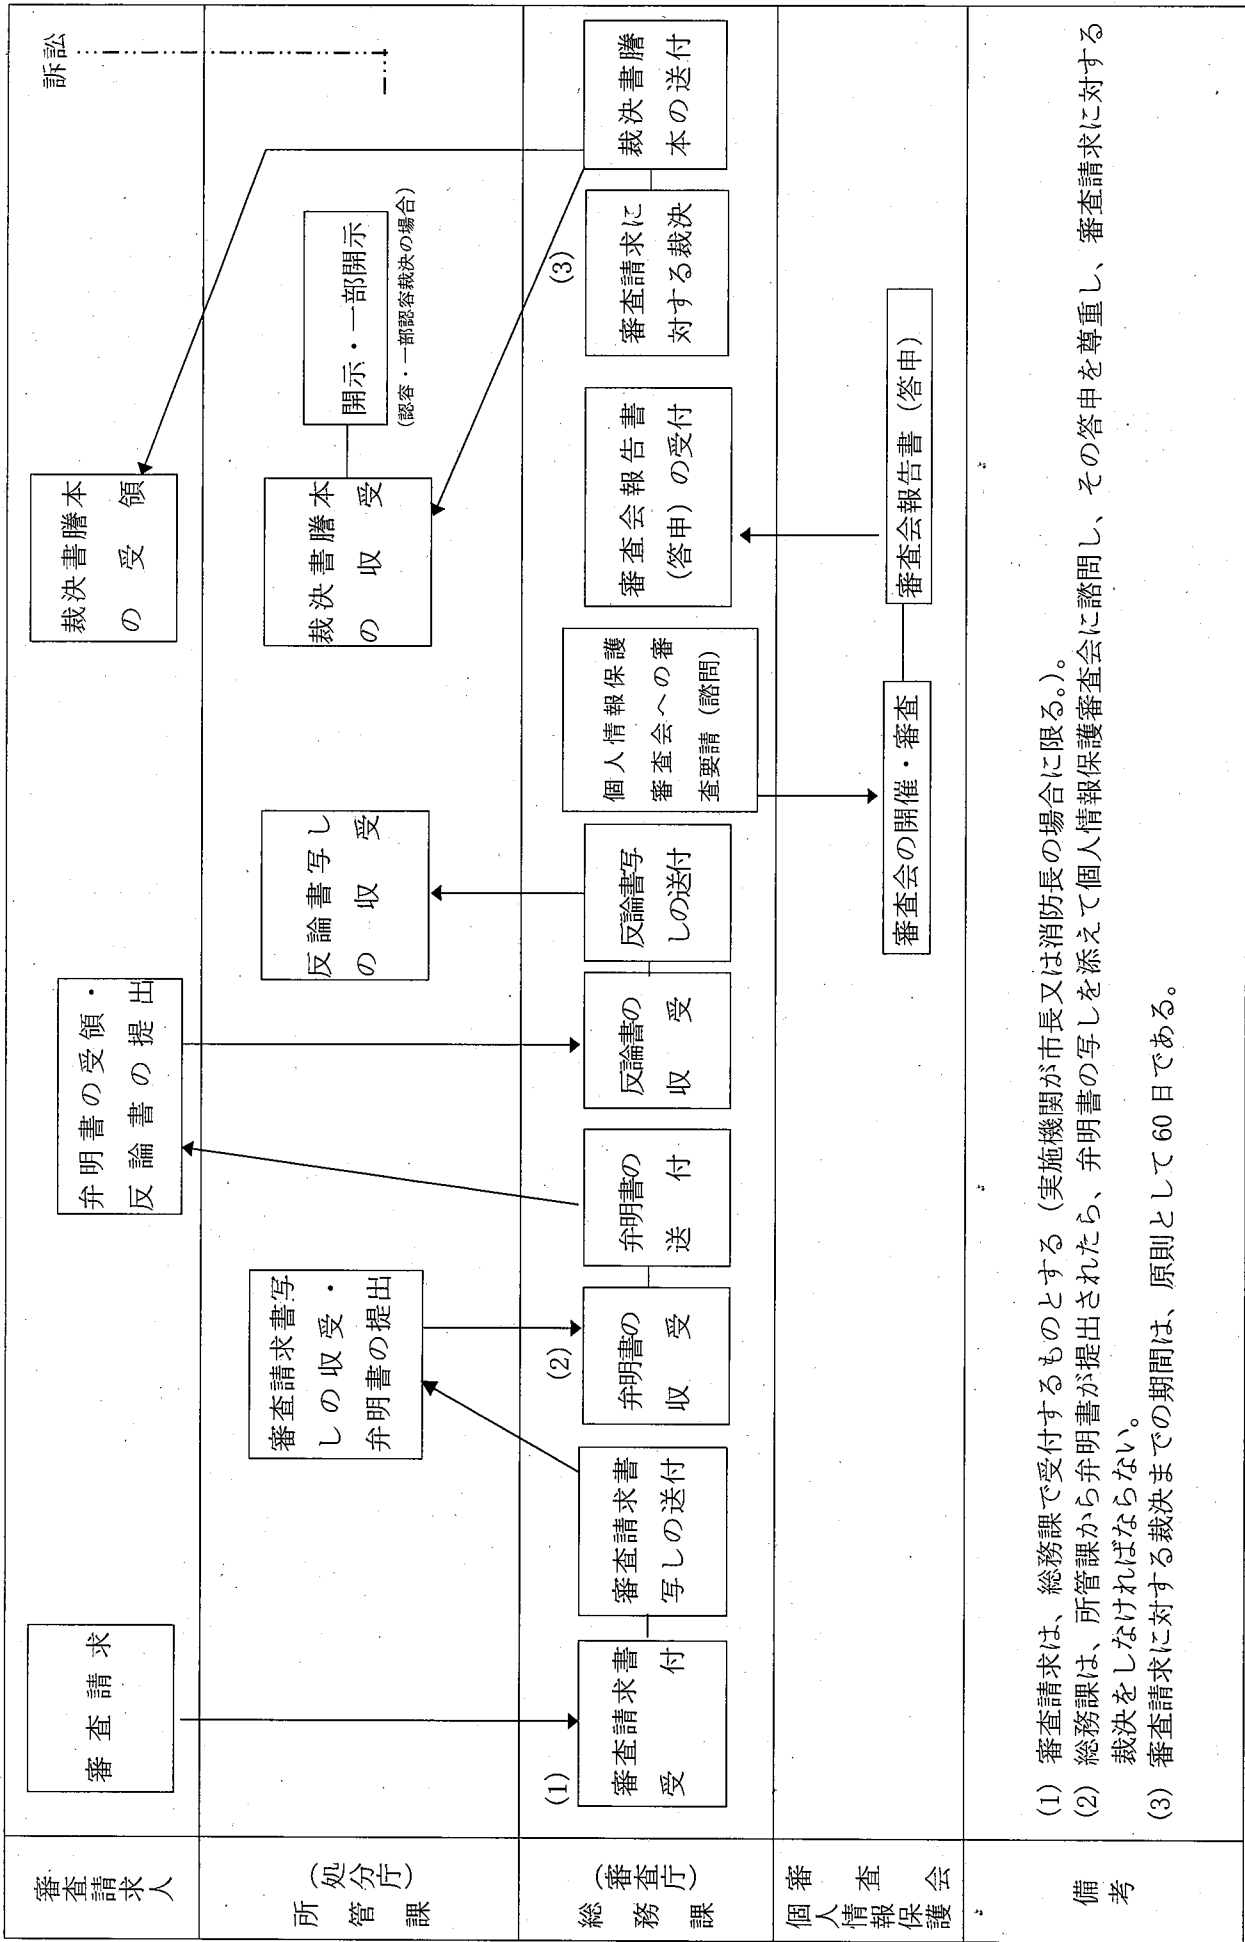 審査請求人
所管課
(処分庁)
総務課
(審査庁)
個人情報保護
審査会
備考
審査請求
(1)
審査請求書
受付
審査請求書
写しの送付
審査請求書写
しの収受・
弁明書の提出
(2)
弁明書の
収受
弁明書の
送付
弁明書の受領・
反論書の提出
反論書の
収受
反論書写
しの送付
反論書写し
の収受
個人情報保護
審査会への審
査要請(諮問)
審査会の開催・審査
審査会報告書(答申)
審査会報告書
(答申)の受付
(3)
審査請求に
対する裁決
裁決書謄
本の送付
裁決書謄本
の受領
裁決書謄本
の収受
開示・一部開示
(認容・一部認容裁決の場合)
訴訟
(1) 審査請求は、総務課で受付するものとする(実施機関が市長又は消防長の場合に限る。)。
(2) 総務課は、所管課から弁明書が提出されたら、弁明書の写しを添えて個人情報保護審査会に諮問し、その答申を尊重し、審査請求に対する
裁決をしなければならない。
(3) 審査請求に対する裁決までの期間は、原則として60日である。